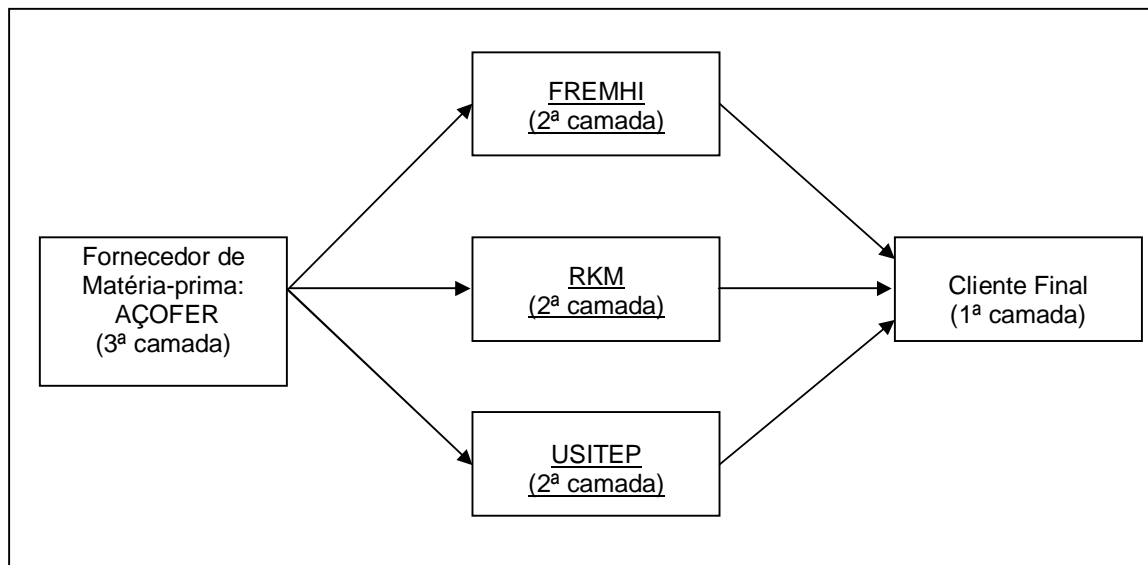 FREMHI
(2ª camada)
Fornecedor de
Matéria-prima:
AÇOFER
(3ª camada)
RKM
(2ª camada)
Cliente Final
(1ª camada)
USITEP
(2ª camada)